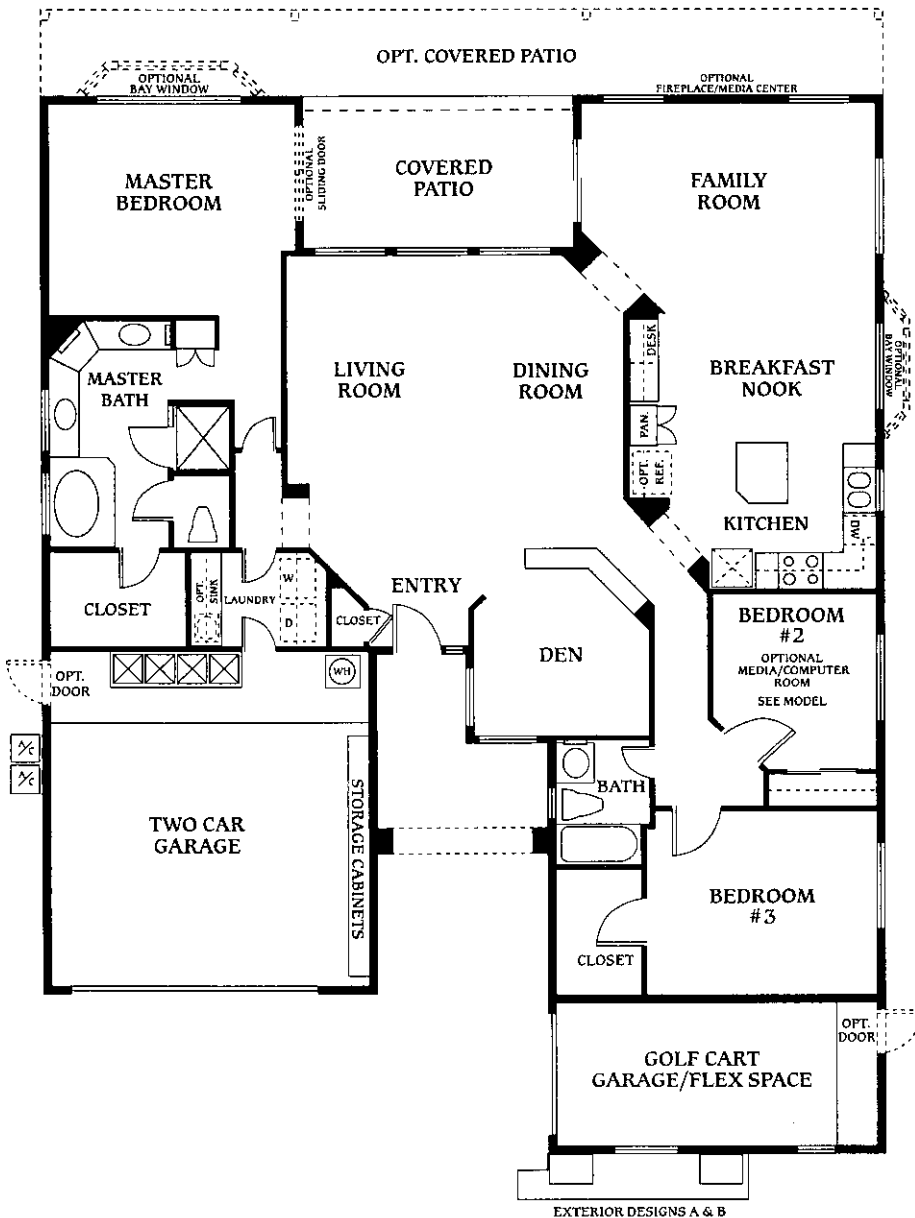 OPT. COVERED PATIO
OPTIONAL
BAY WINDOW
OPTIONAL
FIREPLACE/MEDIA CENTER
MASTER
BEDROOM
OPTIONAL
SLIDING DOOR
COVERED
PATIO
FAMILY
ROOM
MASTER
BATH
LIVING
ROOM
DINING
ROOM
DESK
BREAKFAST
NOOK
OPTIONAL
BAY WINDOW
PAN.
OPT.
REF.
KITCHEN
DW
CLOSET
OPT.
SINK
LAUNDRY
W
D
CLOSET
ENTRY
DEN
BEDROOM
#2
OPTIONAL
MEDIA/COMPUTER
ROOM
SEE MODEL
OPT.
DOOR
WH
A/C
A/C
TWO CAR
GARAGE
STORAGE CABINETS
BATH
BEDROOM
#3
CLOSET
OPT.
DOOR
GOLF CART
GARAGE/FLEX SPACE
EXTERIOR DESIGNS A & B